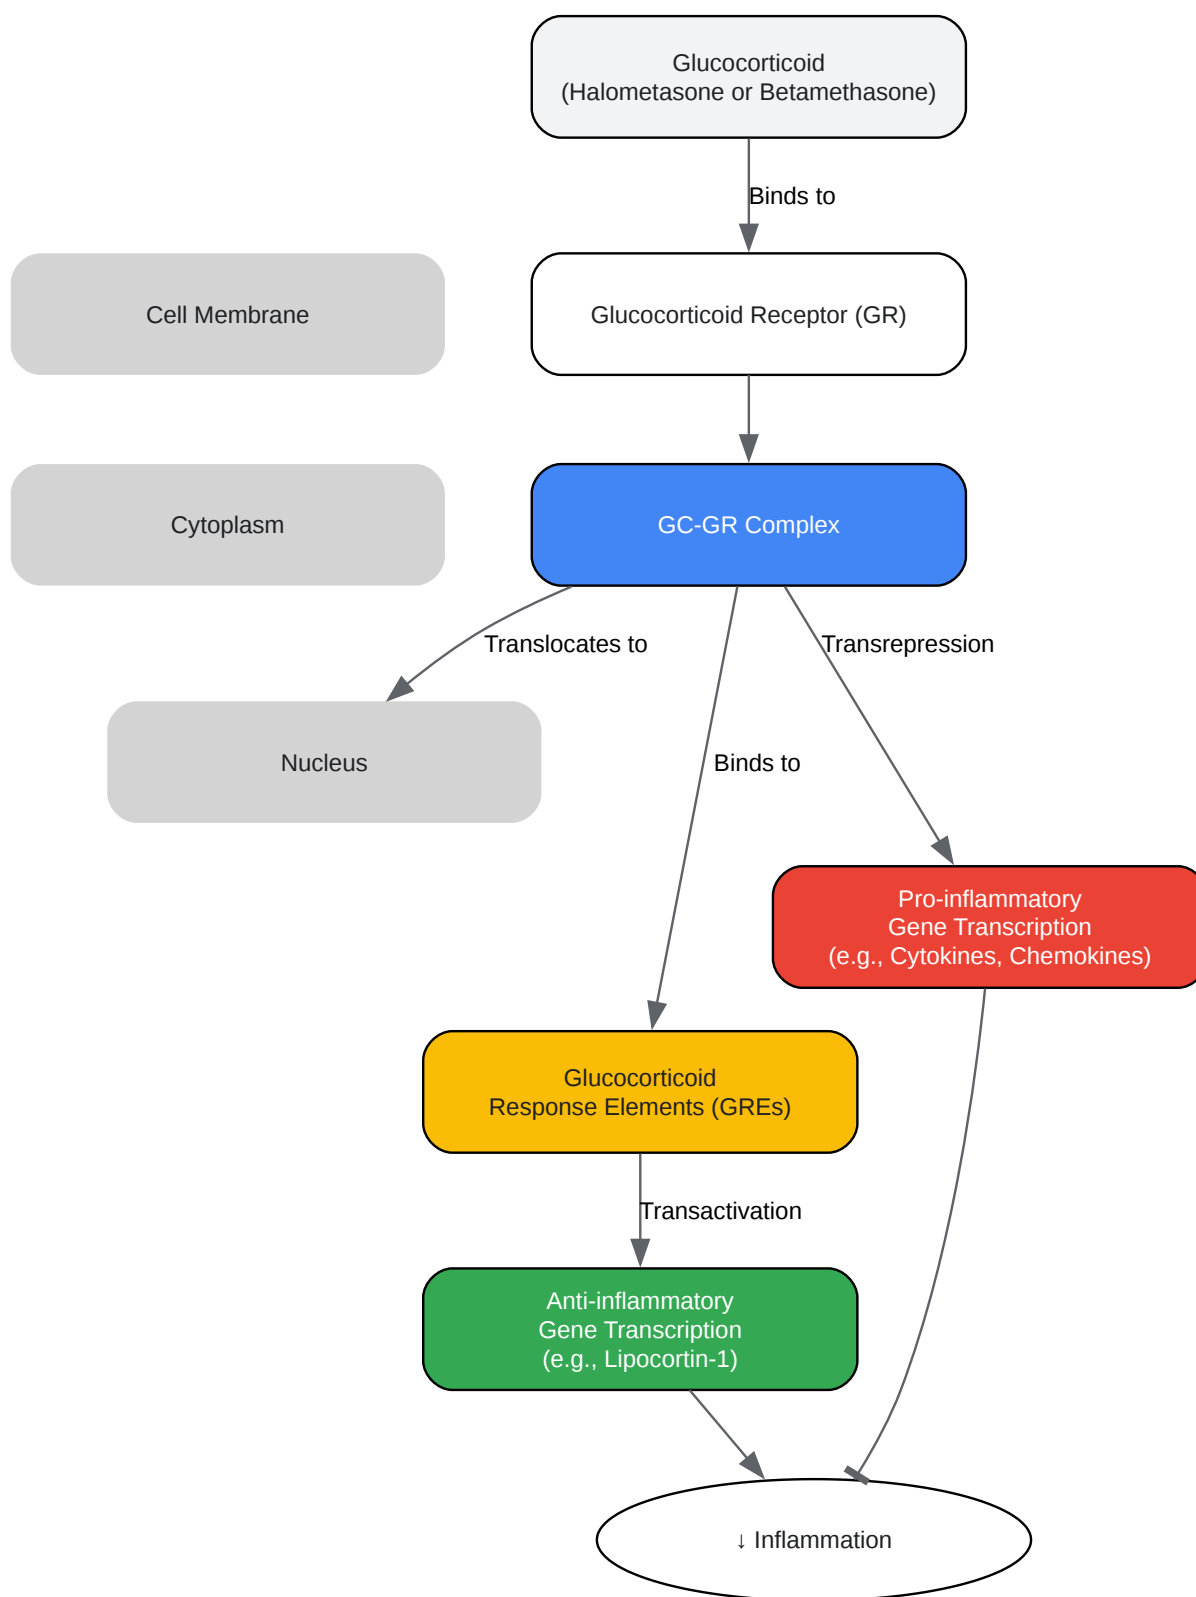 Glucocorticoid
(Halometasone or Betamethasone)
Binds to
Cell Membrane
Glucocorticoid Receptor (GR)
Cytoplasm
GC-GR Complex
Translocates to
Transrepression
Nucleus
Binds to
Pro-inflammatory
Gene Transcription
(e.g., Cytokines, Chemokines)
Glucocorticoid
Response Elements (GREs)
Transactivation
Anti-inflammatory
Gene Transcription
(e.g., Lipocortin-1)
↓ Inflammation